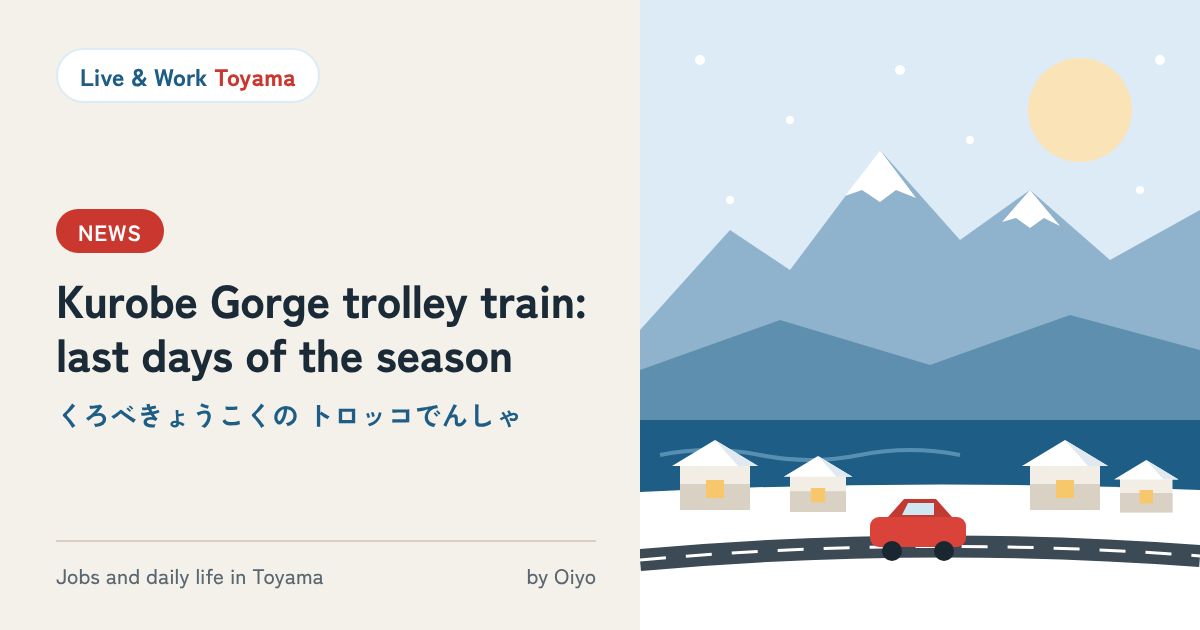 Live & Work Toyama
NEWS
Kurobe Gorge trolley train:
last days of the season
くろべきょうこくの トロッコでんしゃ
Jobs and daily life in Toyama
by Oiyo